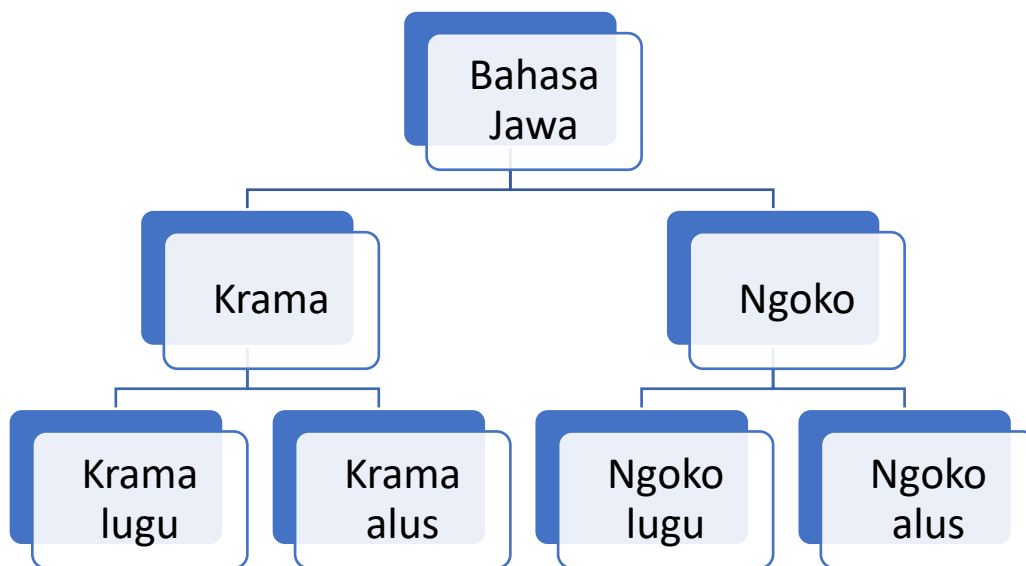 Bahasa
Jawa
Krama
Ngoko
Krama
lugu
Krama
alus
Ngoko
lugu
Ngoko
alus